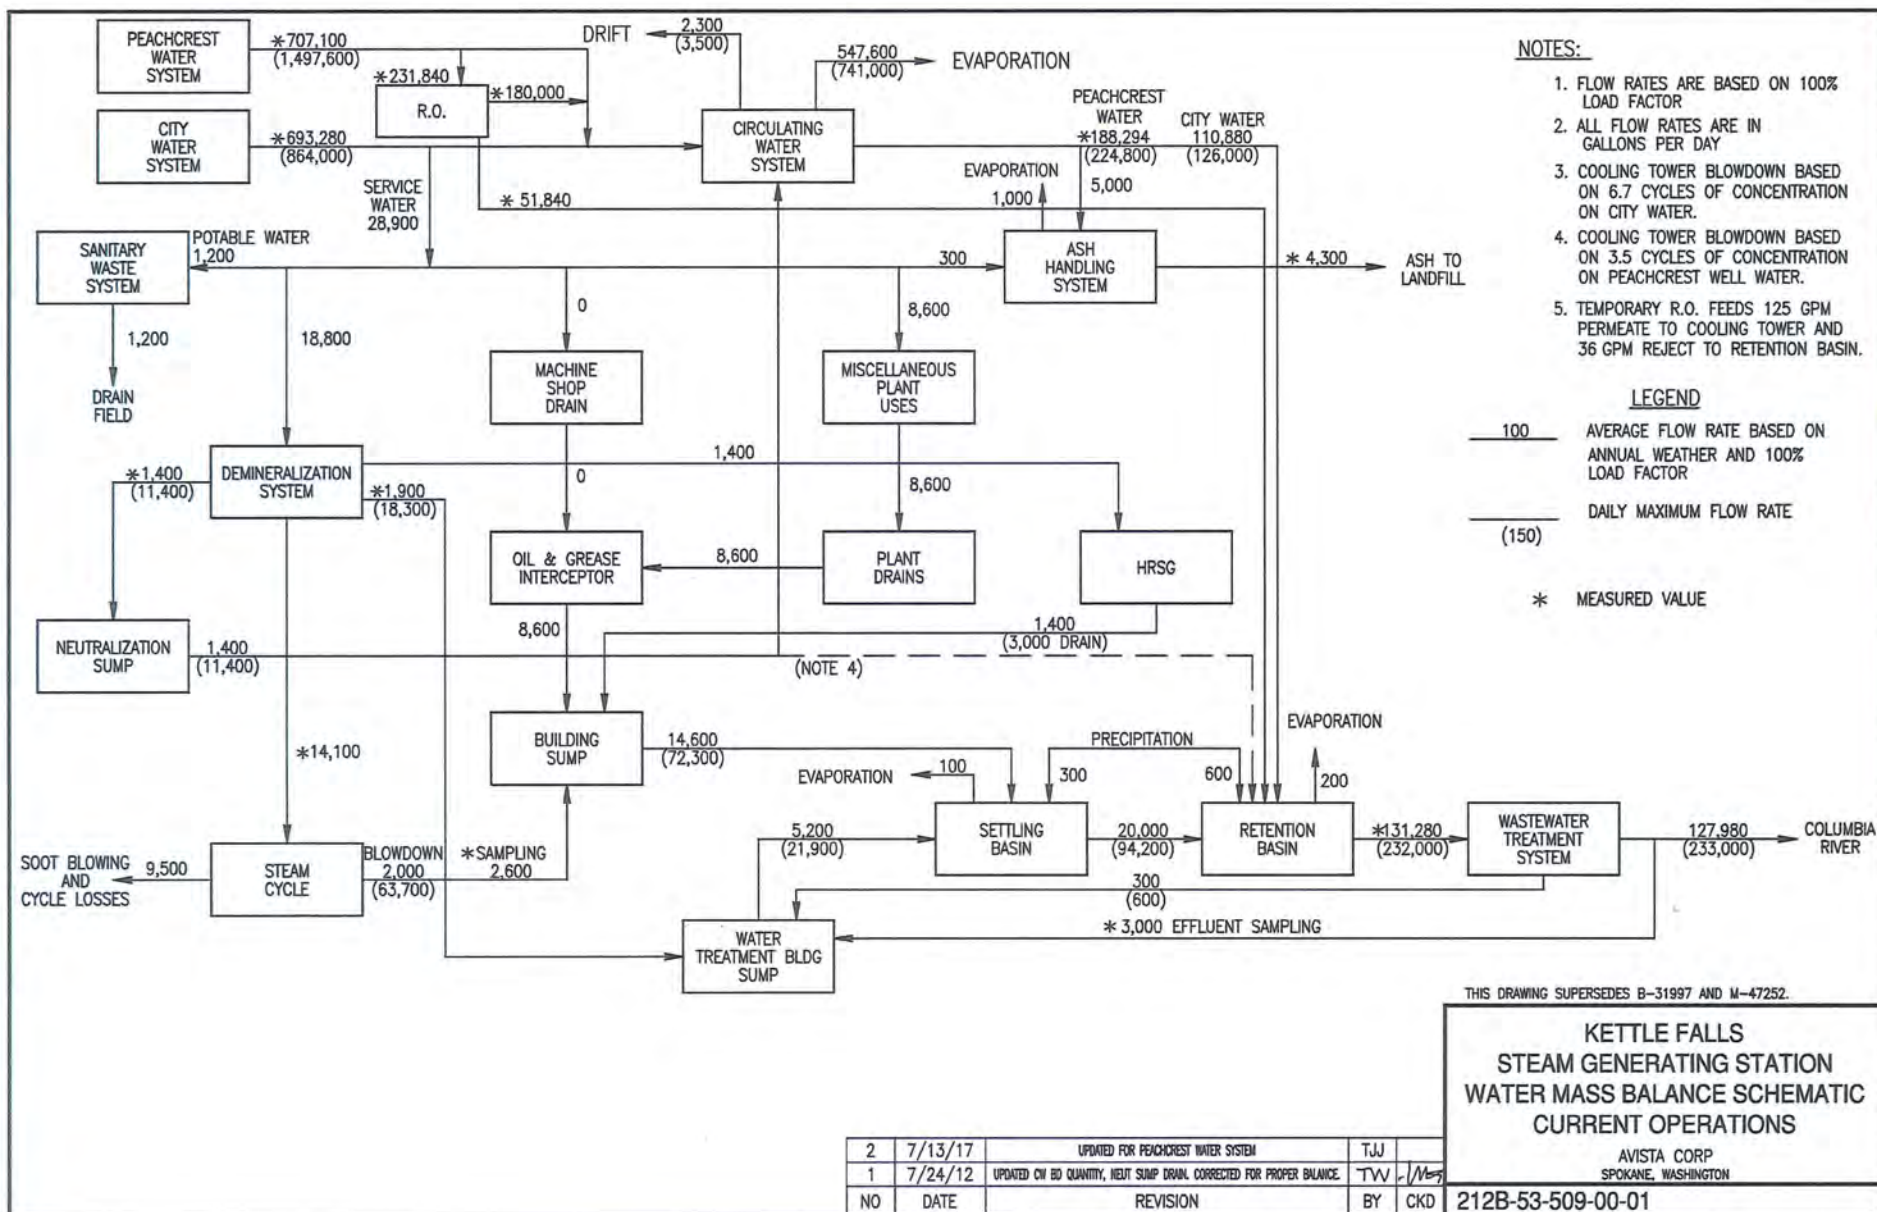 PEACHCREST
WATER
SYSTEM
*707,100
(1,497,600)
*231,840
R.O.
*180,000
CITY
WATER
SYSTEM
*693,280
(864,000)
DRIFT
2,300
(3,500)
547,600
(741,000)
EVAPORATION
CIRCULATING
WATER
SYSTEM
PEACHCREST
WATER
*188,294
(224,800)
CITY WATER
110,880
(126,000)
SERVICE
WATER
28,900
* 51,840
EVAPORATION
1,000
5,000
SANITARY
WASTE
SYSTEM
POTABLE WATER
1,200
300
ASH
HANDLING
SYSTEM
* 4,300
ASH TO
LANDFILL
1,200
DRAIN
FIELD
18,800
0
8,600
MACHINE
SHOP
DRAIN
MISCELLANEOUS
PLANT
USES
DEMINERALIZATION
SYSTEM
*1,400
(11,400)
*1,900
(18,300)
1,400
0
8,600
OIL & GREASE
INTERCEPTOR
8,600
PLANT
DRAINS
HRSG
NEUTRALIZATION
SUMP
1,400
(11,400)
8,600
1,400
(3,000 DRAIN)
(NOTE 4)
*14,100
BUILDING
SUMP
14,600
(72,300)
PRECIPITATION
300
600
EVAPORATION
200
EVAPORATION
100
SETTLING
BASIN
5,200
(21,900)
20,000
(94,200)
RETENTION
BASIN
*131,280
(232,000)
WASTEWATER
TREATMENT
SYSTEM
127,980
(233,000)
COLUMBIA
RIVER
SOOT BLOWING
AND
CYCLE LOSSES
9,500
STEAM
CYCLE
BLOWDOWN
2,000
(63,700)
*SAMPLING
2,600
300
(600)
* 3,000 EFFLUENT SAMPLING
WATER
TREATMENT BLDG
SUMP
NOTES:
1. FLOW RATES ARE BASED ON 100%
LOAD FACTOR
2. ALL FLOW RATES ARE IN
GALLONS PER DAY
3. COOLING TOWER BLOWDOWN BASED
ON 6.7 CYCLES OF CONCENTRATION
ON CITY WATER.
4. COOLING TOWER BLOWDOWN BASED
ON 3.5 CYCLES OF CONCENTRATION
ON PEACHCREST WELL WATER.
5. TEMPORARY R.O. FEEDS 125 GPM
PERMEATE TO COOLING TOWER AND
36 GPM REJECT TO RETENTION BASIN.
LEGEND
100 AVERAGE FLOW RATE BASED ON
ANNUAL WEATHER AND 100%
LOAD FACTOR
DAILY MAXIMUM FLOW RATE
(150)
* MEASURED VALUE
THIS DRAWING SUPERSEDES B-31997 AND M-47252.
KETTLE FALLS
STEAM GENERATING STATION
WATER MASS BALANCE SCHEMATIC
CURRENT OPERATIONS
AVISTA CORP
SPOKANE, WASHINGTON
212B-53-509-00-01
2 7/13/17 UPDATED FOR PEACHCREST WATER SYSTEM TJJ
1 7/24/12 UPDATED CW BD QUANTITY, NEUT SUMP DRAIN. CORRECTED FOR PROPER BALANCE. TW
NO DATE REVISION BY CKD